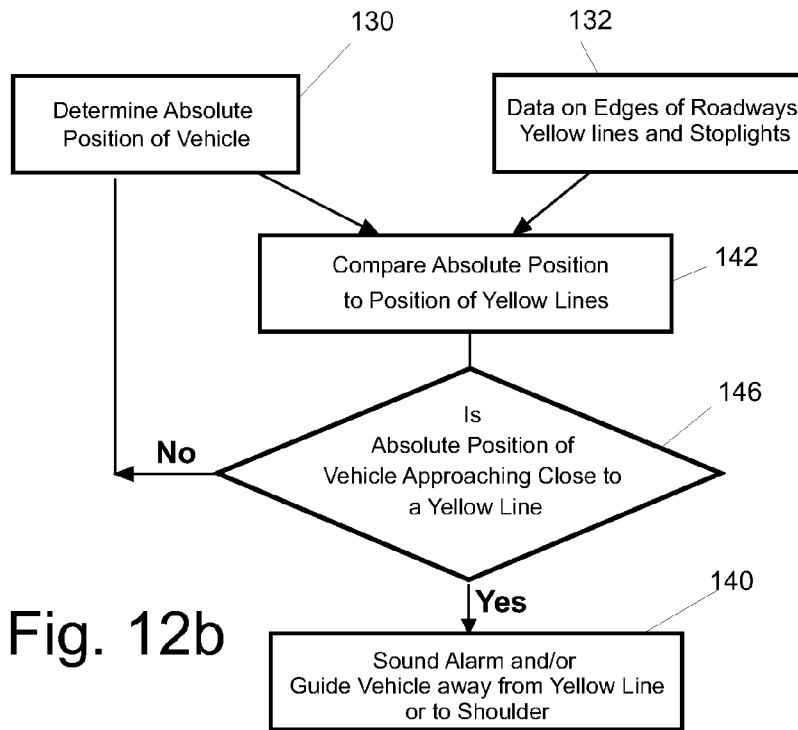 130
132
Determine Absolute
Position of Vehicle
Data on Edges of Roadways
Yellow lines and Stoplights
Compare Absolute Position
to Position of Yellow Lines
142
Is
Absolute Position of
Vehicle Approaching Close to
a Yellow Line
146
No
Yes
140
Sound Alarm and/or
Guide Vehicle away from Yellow Line
or to Shoulder
Fig. 12b